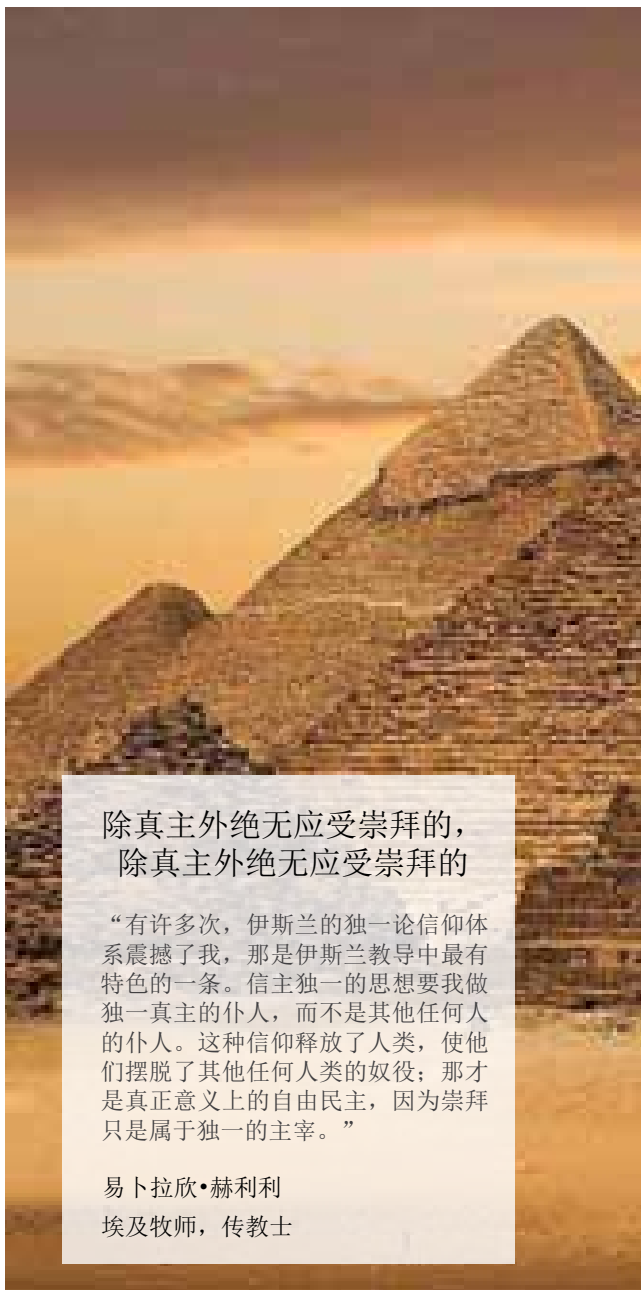 除真主外绝无应受崇拜的，
除真主外绝无应受崇拜的
“有许多次，伊斯兰的独一论信仰体
系震撼了我，那是伊斯兰教导中最有
特色的一条。信主独一的思想要我做
独一真主的仆人，而不是其他任何人
的仆人。这种信仰释放了人类，使他
们摆脱了其他任何人类的奴役；那才
是真正意义上的自由民主，因为崇拜
只是属于独一的主宰。”
易卜拉欣•赫利利
埃及牧师，传教士